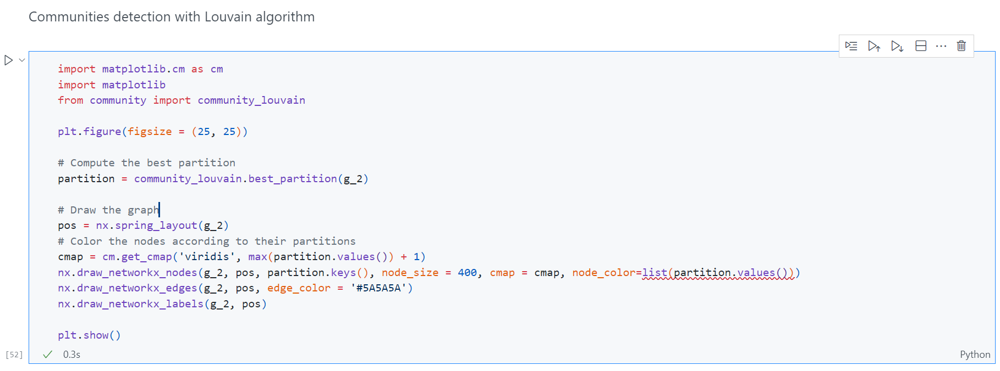 Communities detection with Louvain algorithm
import matplotlib.cm as cm
import matplotlib
from community import community_louvain
plt.figure(figsize = (25, 25))
# Compute the best partition
partition = community_louvain.best_partition(g_2)
# Draw the graph
pos = nx.spring_layout(g_2)
# Color the nodes according to their partitions
cmap = cm.get_cmap('viridis', max(partition.values()) + 1)
nx.draw_networkx_nodes(g_2, pos, partition.keys(), node_size = 400, cmap = cmap, node_color=list(partition.values()))
nx.draw_networkx_edges(g_2, pos, edge_color = '#5A5A5A')
nx.draw_networkx_labels(g_2, pos)
plt.show()
[52] 0.3s Python